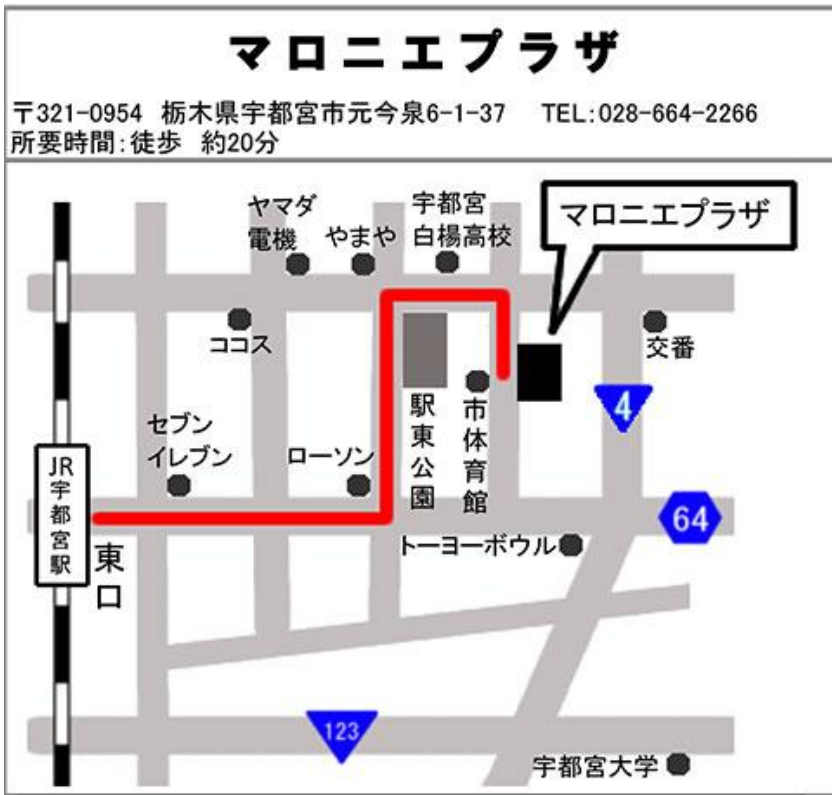 マロニエプラザ
〒321-0954 栃木県宇都宮市元今泉6-1-37 TEL:028-664-2266
所要時間:徒歩 約20分
ヤマダ
電機
やまや
宇都宮
白楊高校
マロニエプラザ
ココス
交番
4
セブン
イレブン
ローソン
駅東公園
市体育館
JR宇都宮駅
東口
64
トーヨーボウル
123
宇都宮大学